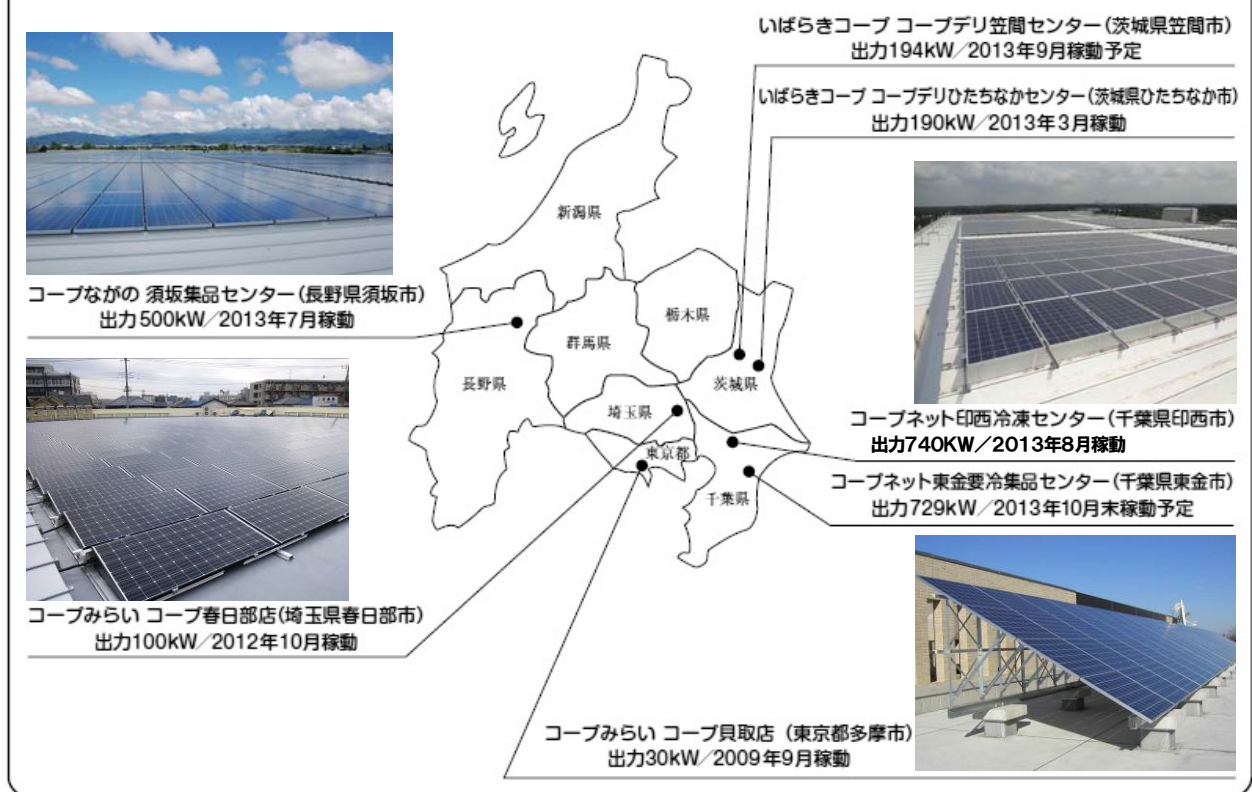 いばらきコープ コープデリ笠間センター(茨城県笠間市)
出力194kW/2013年9月稼動予定
いばらきコープ コープデリひたちなかセンター(茨城県ひたちなか市)
出力190kW/2013年3月稼動
コープながの 須坂集品センター(長野県須坂市)
出力500kW/2013年7月稼動
新潟県
栃木県
群馬県
長野県
茨城県
埼玉県
東京都
千葉県
コープネット印西冷凍センター(千葉県印西市)
出力740KW/2013年8月稼動
コープネット東金要冷集品センター(千葉県東金市)
出力729kW/2013年10月末稼動予定
コープみらい コープ春日部店(埼玉県春日部市)
出力100kW/2012年10月稼動
コープみらい コープ貝取店 (東京都多摩市)
出力30kW/2009年9月稼動